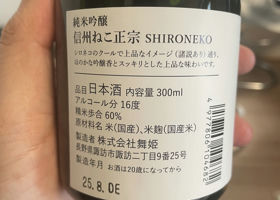 純米吟醸
信州ねこ正宗 SHIRONEKO
シロネコのクールで上品なイメージ（諸説あり）通り、
ほのかな吟醸香とスッキリとした上品な味わいです。
品目 日本酒 内容量 300ml
アルコール分 16度
精米歩合 60%
原材料名 米(国産)、米麹(国産米)
製造者 株式会社舞姫
長野県諏訪市諏訪二丁目9番25号
製造年月 お酒は20歳になってから
25.8.0E
4977806704682